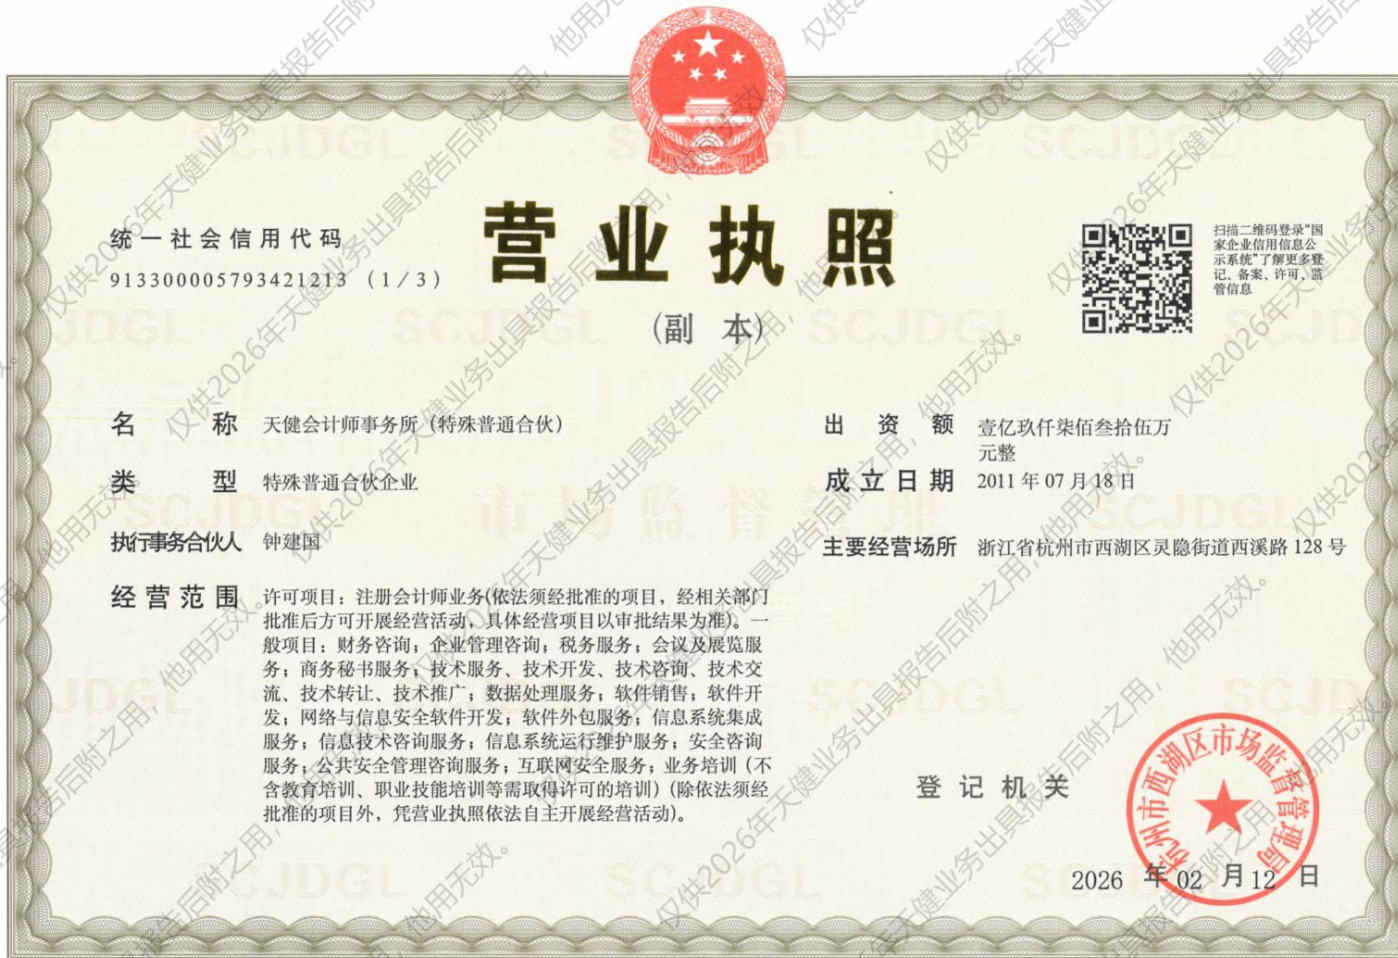 营业执照
(副 本)
统一社会信用代码
913300005793421213 (1/3)
扫描二维码登录“国
家企业信用信息公
示系统”了解更多登
记、备案、许可、监
管信息
名 称 天健会计师事务所（特殊普通合伙）
类 型 特殊普通合伙企业
执行事务合伙人 钟建国
经营范围 许可项目：注册会计师业务(依法须经批准的项目，经相关部门
批准后方可开展经营活动，具体经营项目以审批结果为准)。一
般项目：财务咨询；企业管理咨询；税务服务；会议及展览服
务；商务秘书服务；技术服务、技术开发、技术咨询、技术交
流、技术转让、技术推广；数据处理服务；软件销售；软件开
发；网络与信息安全软件开发；软件外包服务；信息系统集成
服务；信息技术咨询服务；信息系统运行维护服务；安全咨询
服务；公共安全管理咨询服务；互联网安全服务；业务培训（不
含教育培训、职业技能培训等需取得许可的培训）(除依法须经
批准的项目外，凭营业执照依法自主开展经营活动)。
出 资 额 壹亿玖仟柒佰叁拾伍万
元整
成立日期 2011 年 07 月 18 日
主要经营场所 浙江省杭州市西湖区灵隐街道西溪路 128 号
登记机关
杭州市西湖区市场监督管理局
2026 年 02 月 12 日
仅供2026年天健业务出具报告后附之用，他用无效。
SCJDGL
市场监督管理